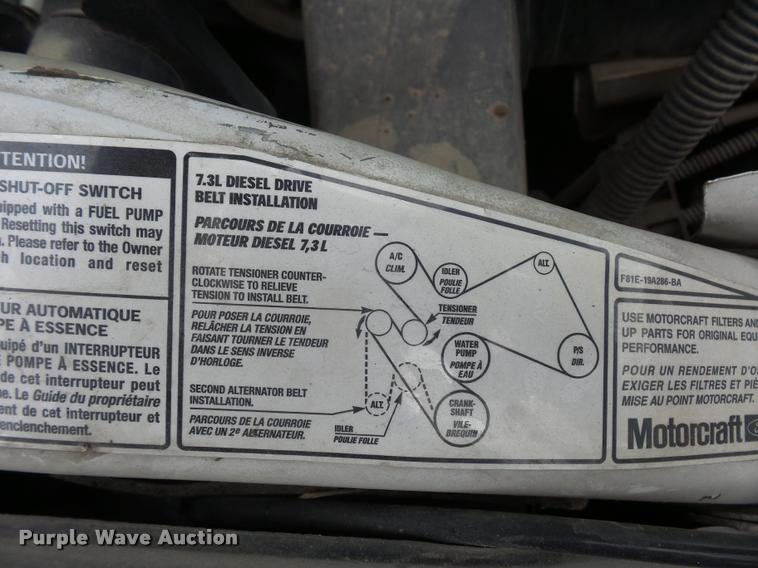 TENTION!
SHUT-OFF SWITCH
uipped with a FUEL PUMP
Resetting this switch may
Please refer to the Owner
location and reset
UR AUTOMATIQUE
PE À ESSENCE
uipé d'un INTERRUPTEUR
POMPE À ESSENCE. Le
de cet interrupteur peut
ne. Le Guide du propriétaire
ent de cet interrupteur et
enclenchement.
7.3L DIESEL DRIVE
BELT INSTALLATION
PARCOURS DE LA COURROIE —
MOTEUR DIESEL 7,3 L
ROTATE TENSIONER COUNTER-
CLOCKWISE TO RELIEVE
TENSION TO INSTALL BELT.
POUR POSER LA COURROIE,
RELÂCHER LA TENSION EN
FAISANT TOURNER LE TENDEUR
DANS LE SENS INVERSE
D'HORLOGE.
SECOND ALTERNATOR BELT
INSTALLATION.
PARCOURS DE LA COURROIE
AVEC UN 2e ALTERNATEUR.
A/C
CLIM.
IDLER
POULIE
FOLLE
ALT.
TENSIONER
TENDEUR
WATER
PUMP
POMPE À
EAU
P/S
DIR.
ALT.
IDLER
POULIE FOLLE
CRANK-
SHAFT
VILE-
BREQUIN
F81E-19A286-BA
USE MOTORCRAFT FILTERS AND
UP PARTS FOR ORIGINAL EQU
PERFORMANCE.
POUR UN RENDEMENT D'O
EXIGER LES FILTRES ET PIÈ
MISE AU POINT MOTORCRAFT.
Motorcraft
Purple Wave Auction